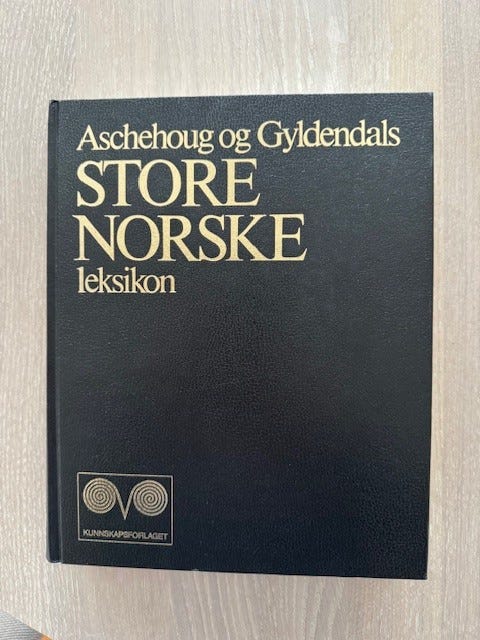 Aschehoug og Gyldendals
STORE
NORSKE
leksikon
KUNNSKAPSFORLAGET